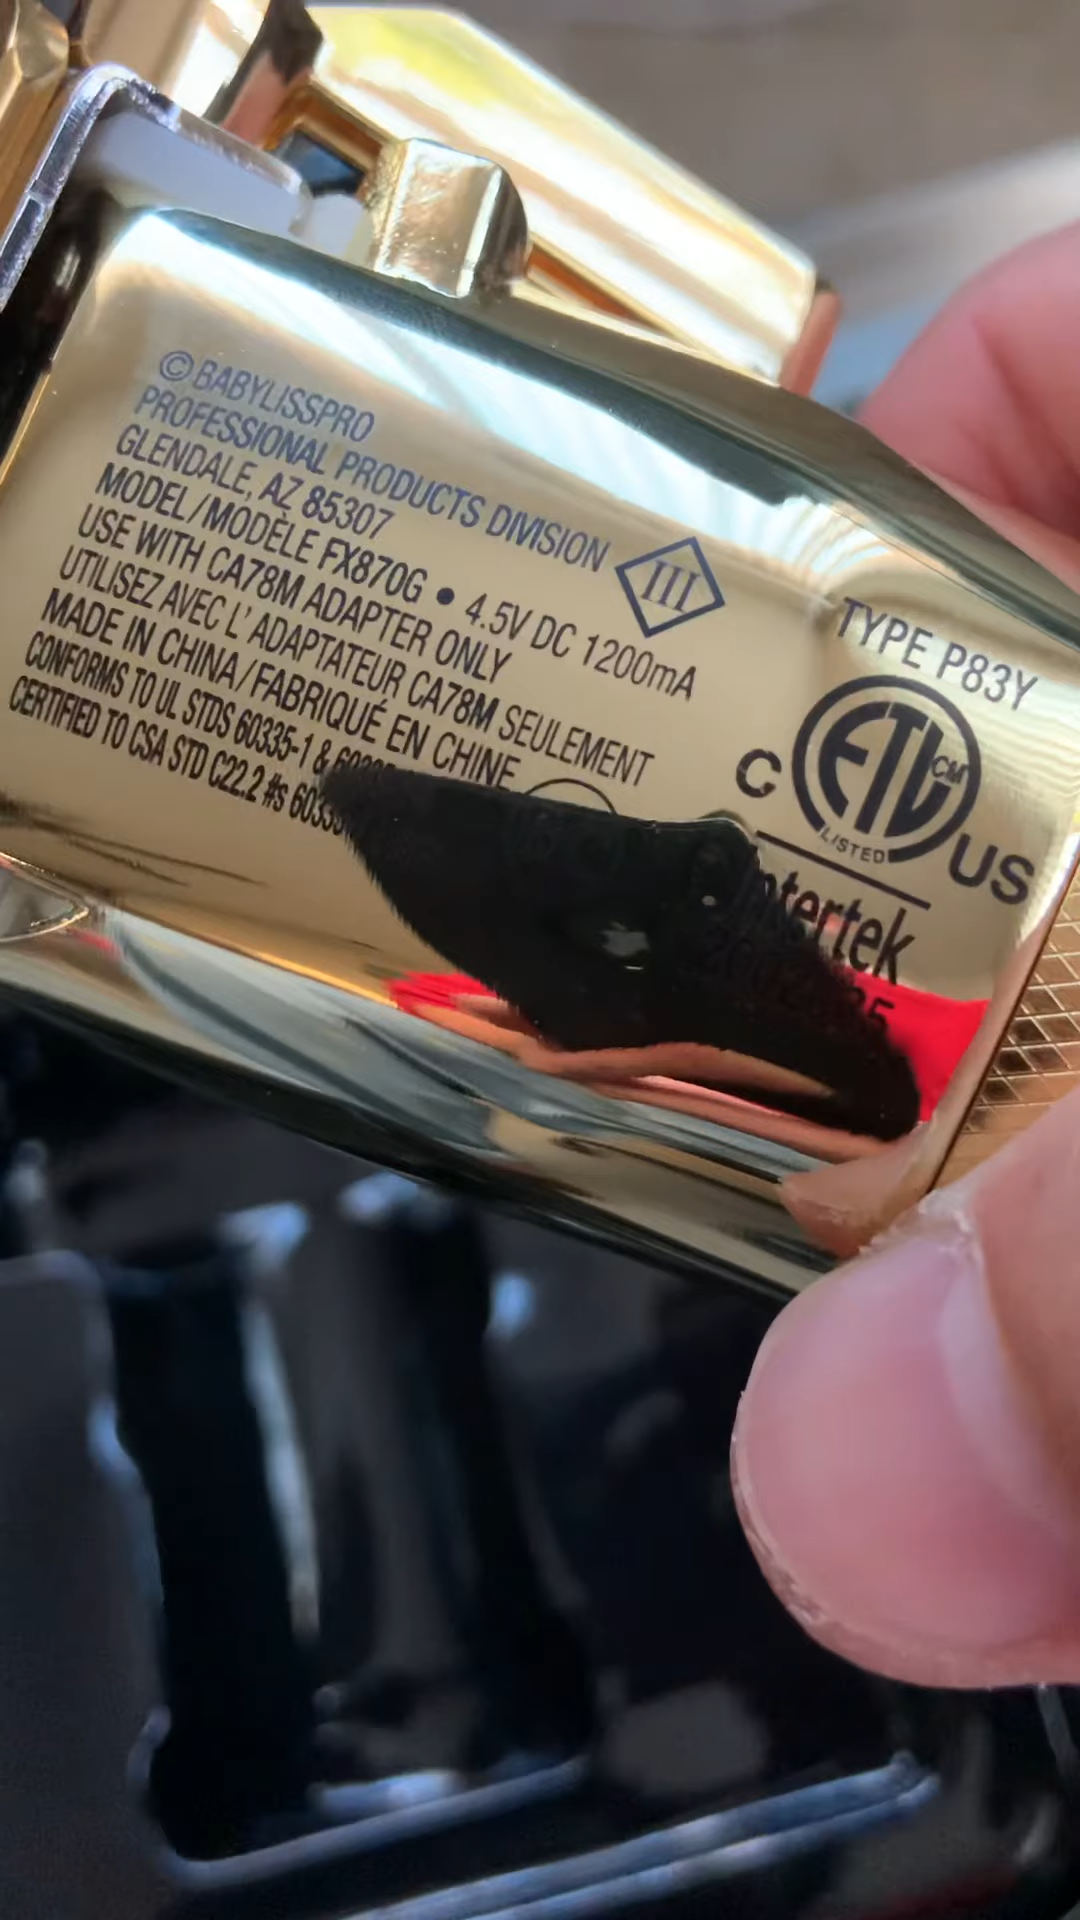 © BABYLISSPRO
PROFESSIONAL PRODUCTS DIVISION
GLENDALE, AZ 85307
MODEL/MODÈLE FX870G • 4.5V DC 1200mA
USE WITH CA78M ADAPTER ONLY
UTILISEZ AVEC L'ADAPTATEUR CA78M SEULEMENT
MADE IN CHINA/FABRIQUÉ EN CHINE
CONFORMS TO UL STDS 60335-1 &
CERTIFIED TO CSA STD C22.2 #s
III
TYPE P83Y
C ETL CM US
LISTED
Intertek